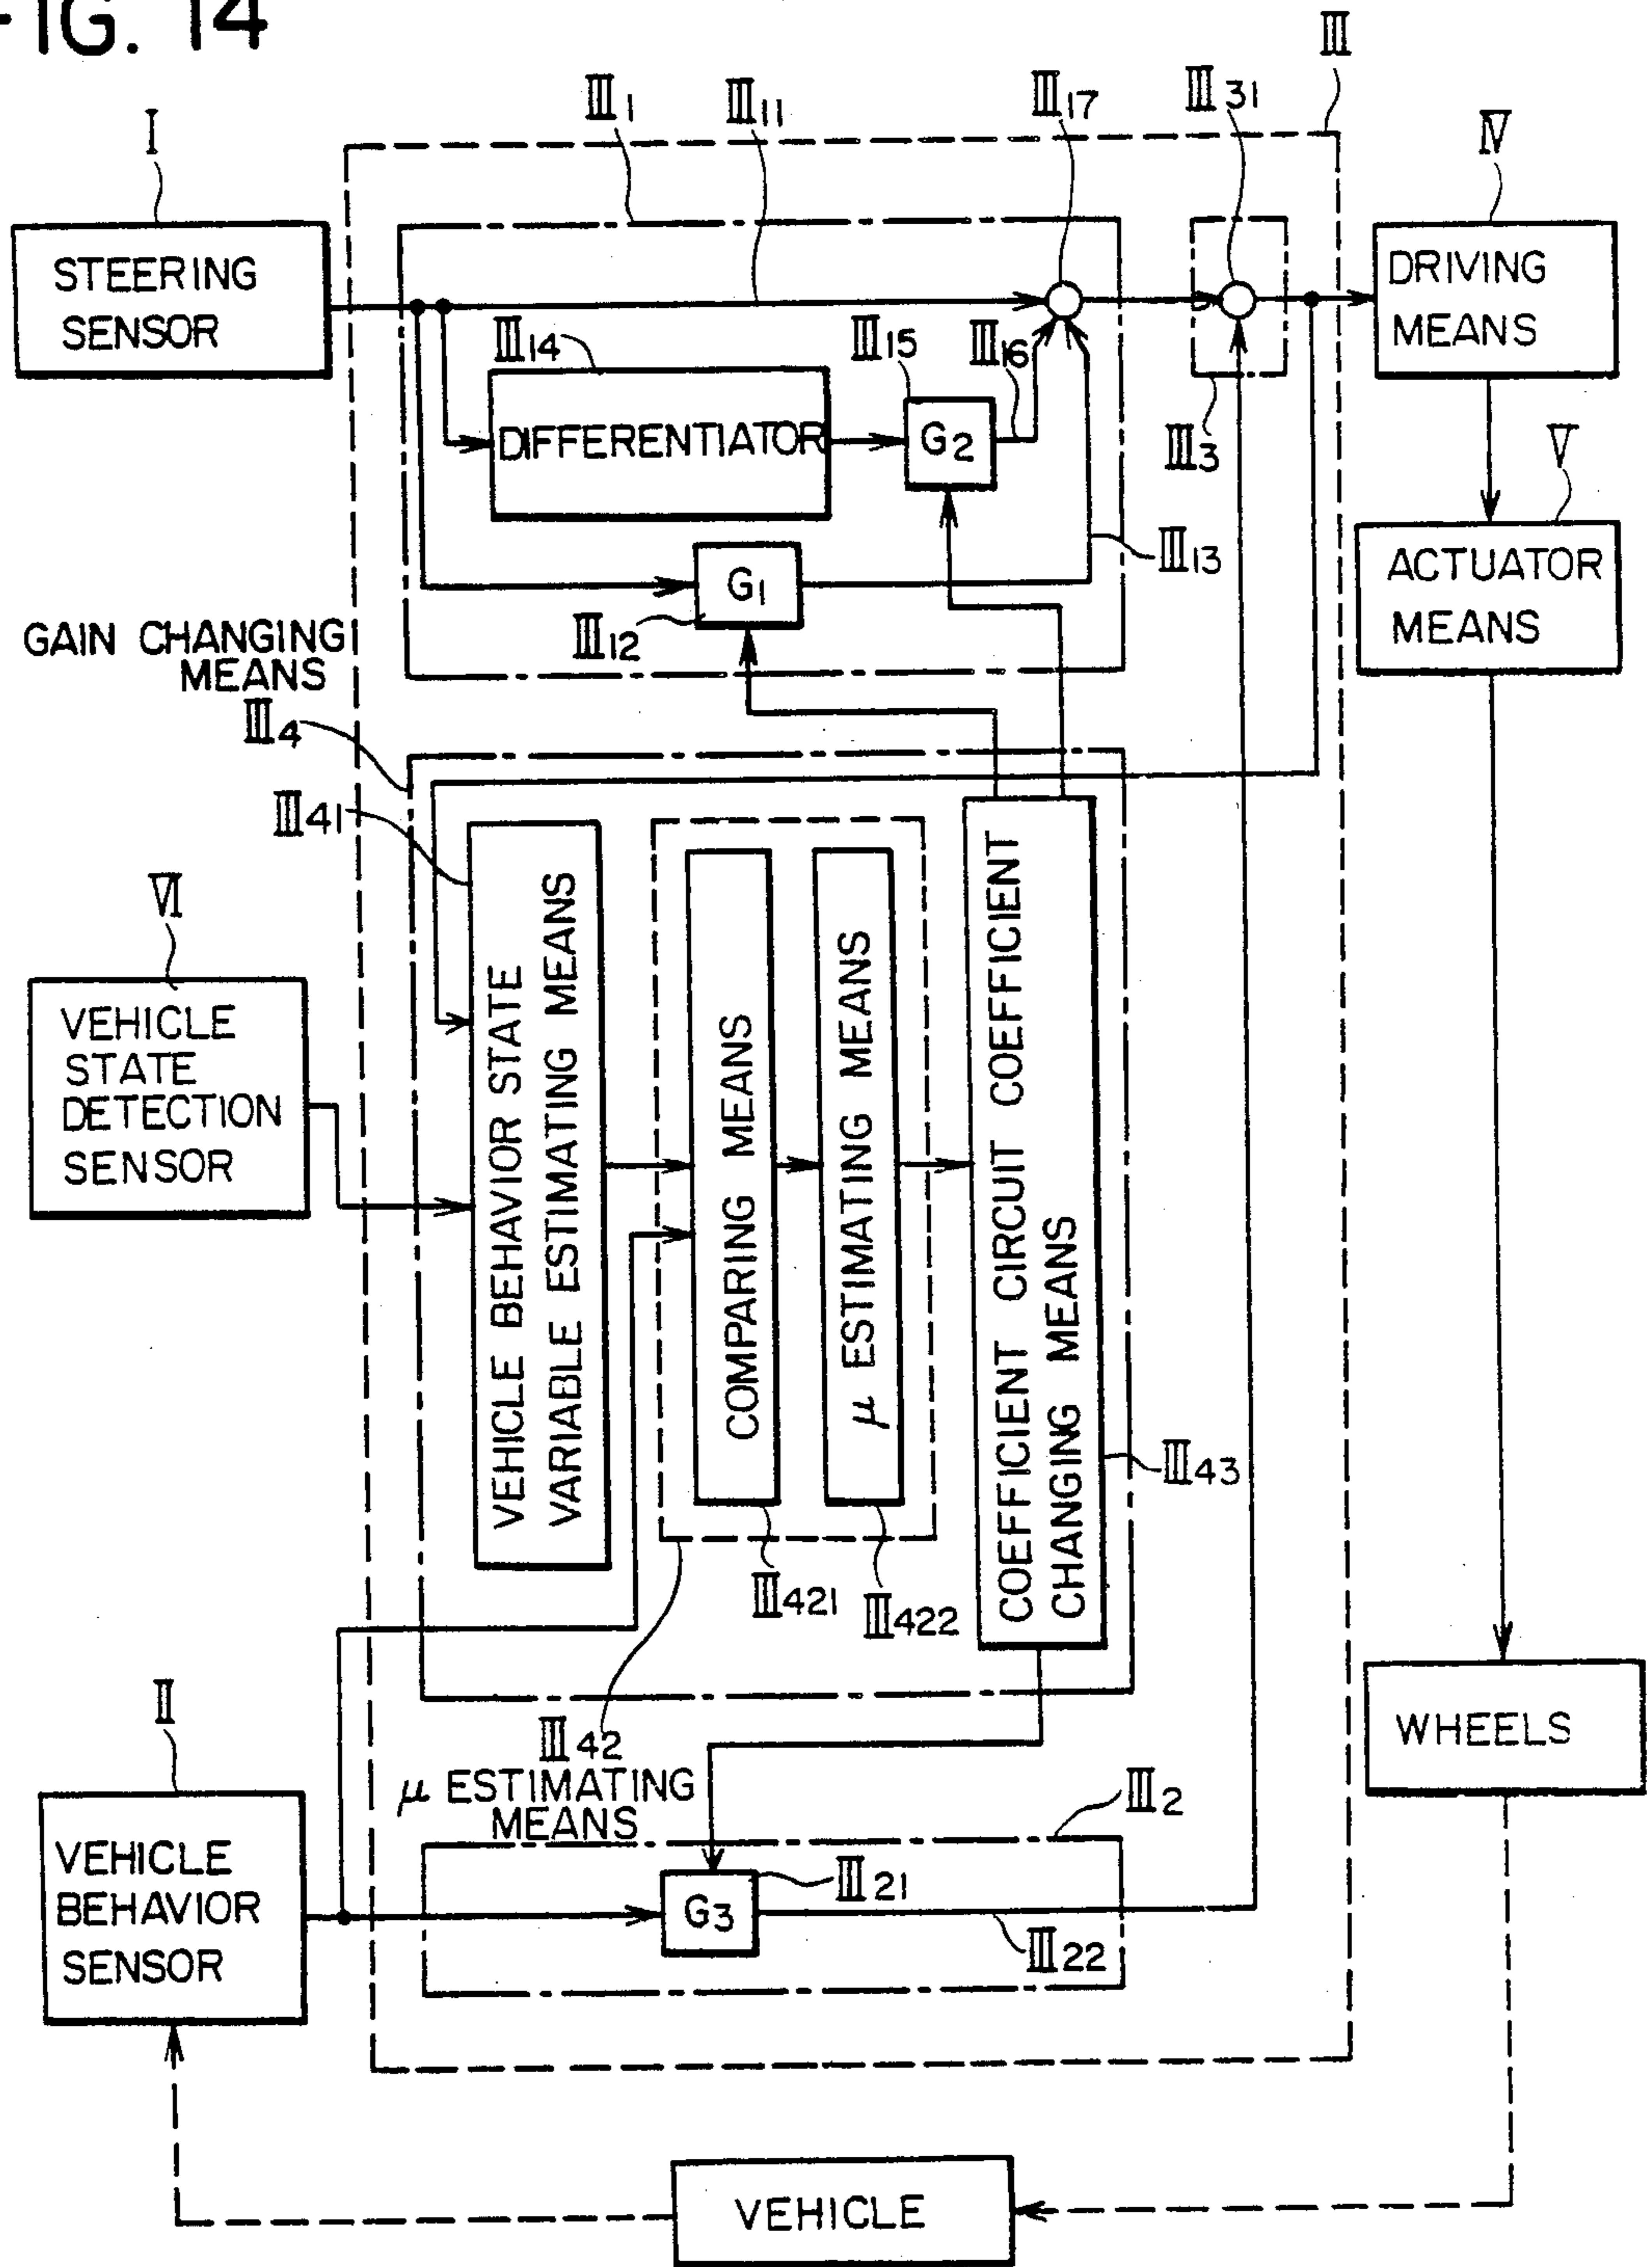 FIG. 14
III
III1
III11
III17
III31
I
IV
STEERING
SENSOR
DRIVING
MEANS
III14
III15
III16
DIFFERENTIATOR
G2
III3
V
III13
G1
III12
ACTUATOR
MEANS
GAIN CHANGING
MEANS
III4
III41
VI
VEHICLE
STATE
DETECTION
SENSOR
VEHICLE BEHAVIOR STATE
VARIABLE ESTIMATING MEANS
COMPARING MEANS
μ ESTIMATING MEANS
COEFFICIENT CIRCUIT COEFFICIENT
CHANGING MEANS
III43
III421
III422
II
III42
μ ESTIMATING
MEANS
WHEELS
III2
VEHICLE
BEHAVIOR
SENSOR
G3
III21
III22
VEHICLE